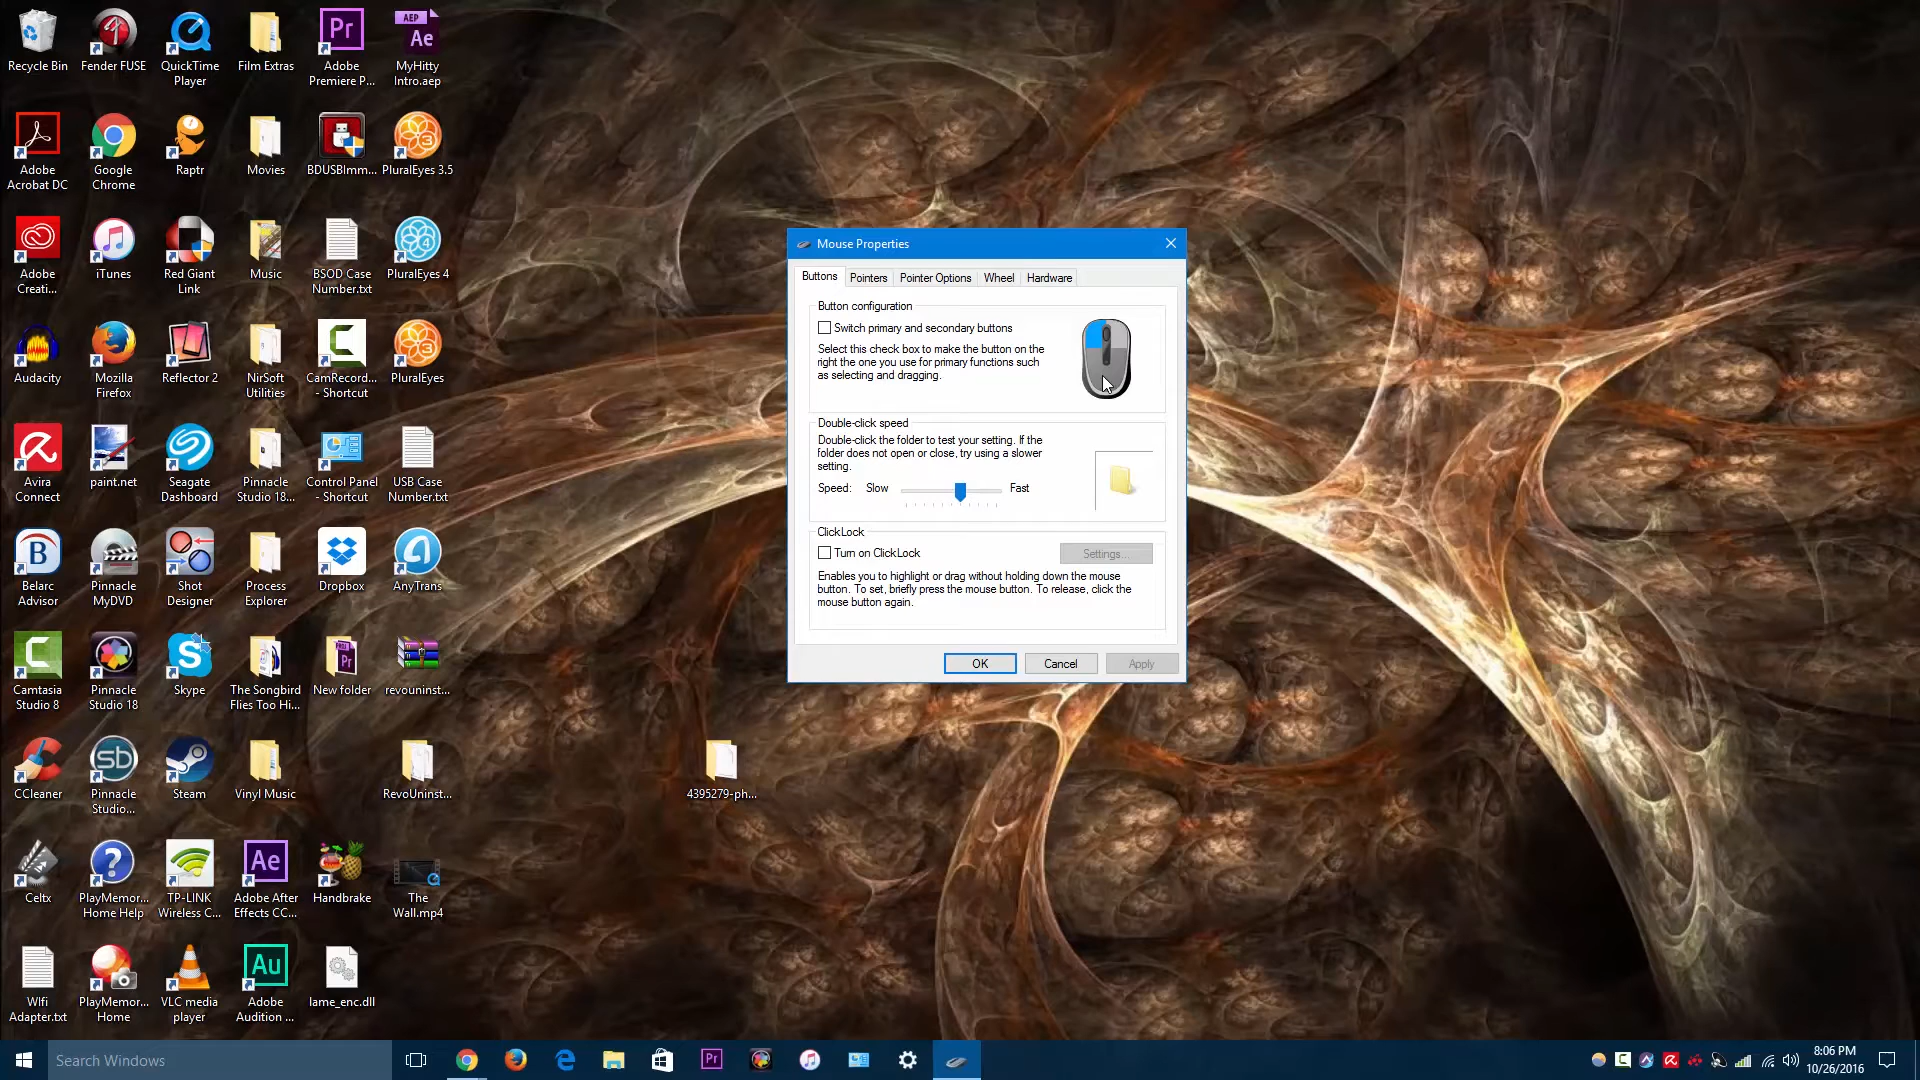 Recycle Bin
Fender FUSE
QuickTime
Player
Film Extras
Pr
Adobe
Premiere P...
AEP
Ae
MyHitty
Intro.aep
Adobe
Acrobat DC
Google
Chrome
Raptr
Movies
BDUSBImm...
3
PluralEyes 3.5
Adobe
Creati...
iTunes
Red Giant
Link
Music
BSOD Case
Number.txt
4
PluralEyes 4
Audacity
Mozilla
Firefox
Reflector 2
NirSoft
Utilities
CamRecord...
- Shortcut
3
PluralEyes
Avira
Connect
paint.net
Seagate
Dashboard
Pinnacle
Studio 18...
Control Panel
- Shortcut
USB Case
Number.txt
B
Belarc
Advisor
Pinnacle
MyDVD
Shot
Designer
Process
Explorer
Dropbox
AnyTrans
Camtasia
Studio 8
Pinnacle
Studio 18
Skype
The Songbird
Flies Too Hi...
Pr
New folder
revouninst...
CCleaner
sb
Pinnacle
Studio...
Steam
Vinyl Music
RevoUninst...
4395279-ph...
Celtx
?
PlayMemor...
Home Help
TP-LINK
Wireless C...
Ae
Adobe After
Effects CC...
Handbrake
The
Wall.mp4
WIfi
Adapter.txt
PlayMemor...
Home
VLC media
player
Au
Adobe
Audition ...
lame_enc.dll
Mouse Properties
Buttons
Pointers
Pointer Options
Wheel
Hardware
Button configuration
Switch primary and secondary buttons
Select this check box to make the button on the
right the one you use for primary functions such
as selecting and dragging.
Double-click speed
Double-click the folder to test your setting. If the
folder does not open or close, try using a slower
setting.
Speed: Slow Fast
ClickLock
Turn on ClickLock
Settings...
Enables you to highlight or drag without holding down the mouse
button. To set, briefly press the mouse button. To release, click the
mouse button again.
OK
Cancel
Apply
Search Windows
Pr
8:06 PM
10/26/2016